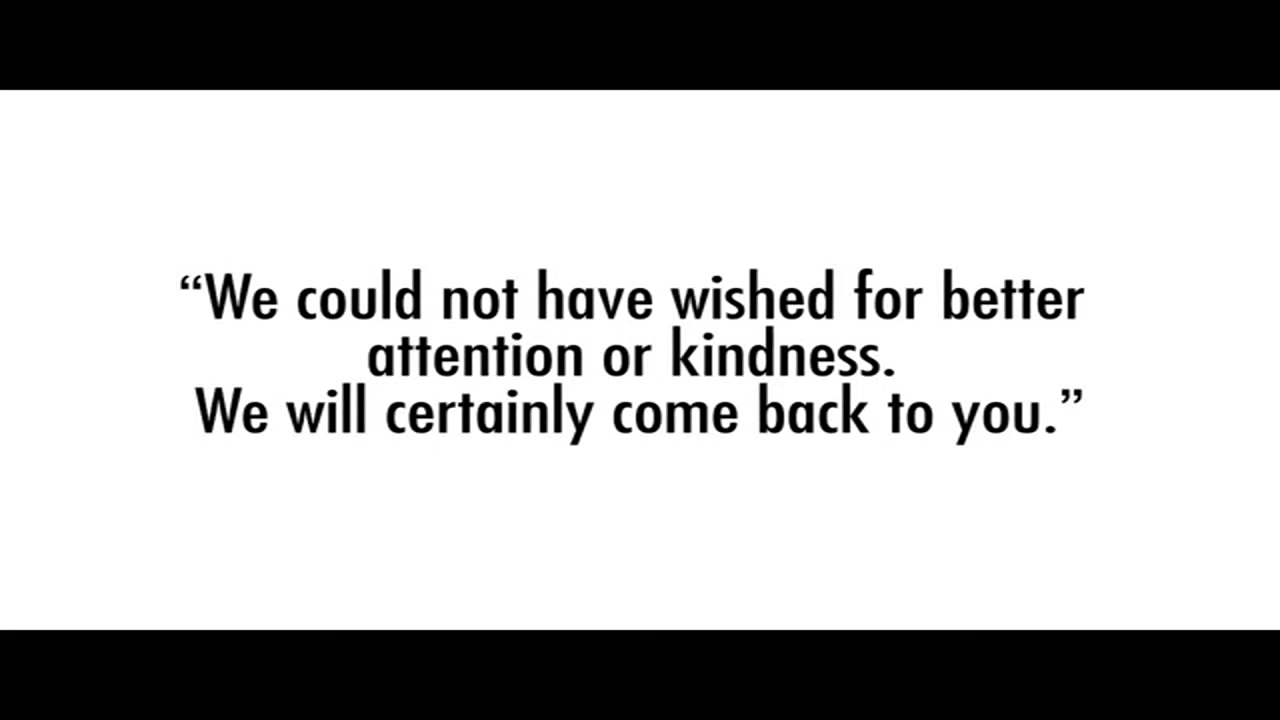 “We could not have wished for better
attention or kindness.
We will certainly come back to you.”